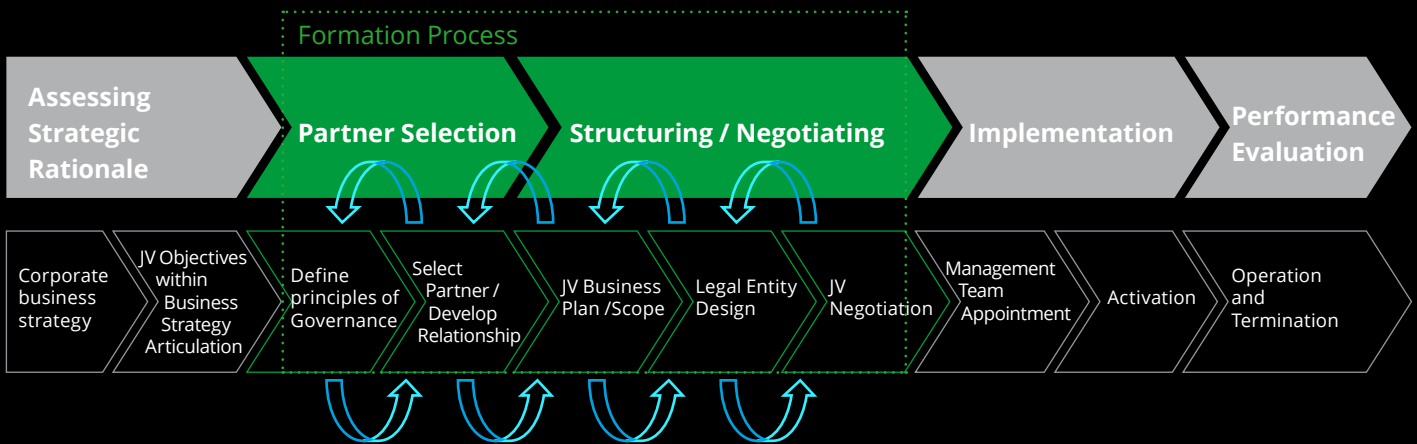 Formation Process
Assessing
Strategic
Rationale
Partner Selection
Structuring / Negotiating
Implementation
Performance
Evaluation
Corporate
business
strategy
JV Objectives
within
Business
Strategy
Articulation
Define
principles of
Governance
Select
Partner /
Develop
Relationship
JV Business
Plan /Scope
Legal Entity
Design
JV
Negotiation
Management
Team
Appointment
Activation
Operation
and
Termination